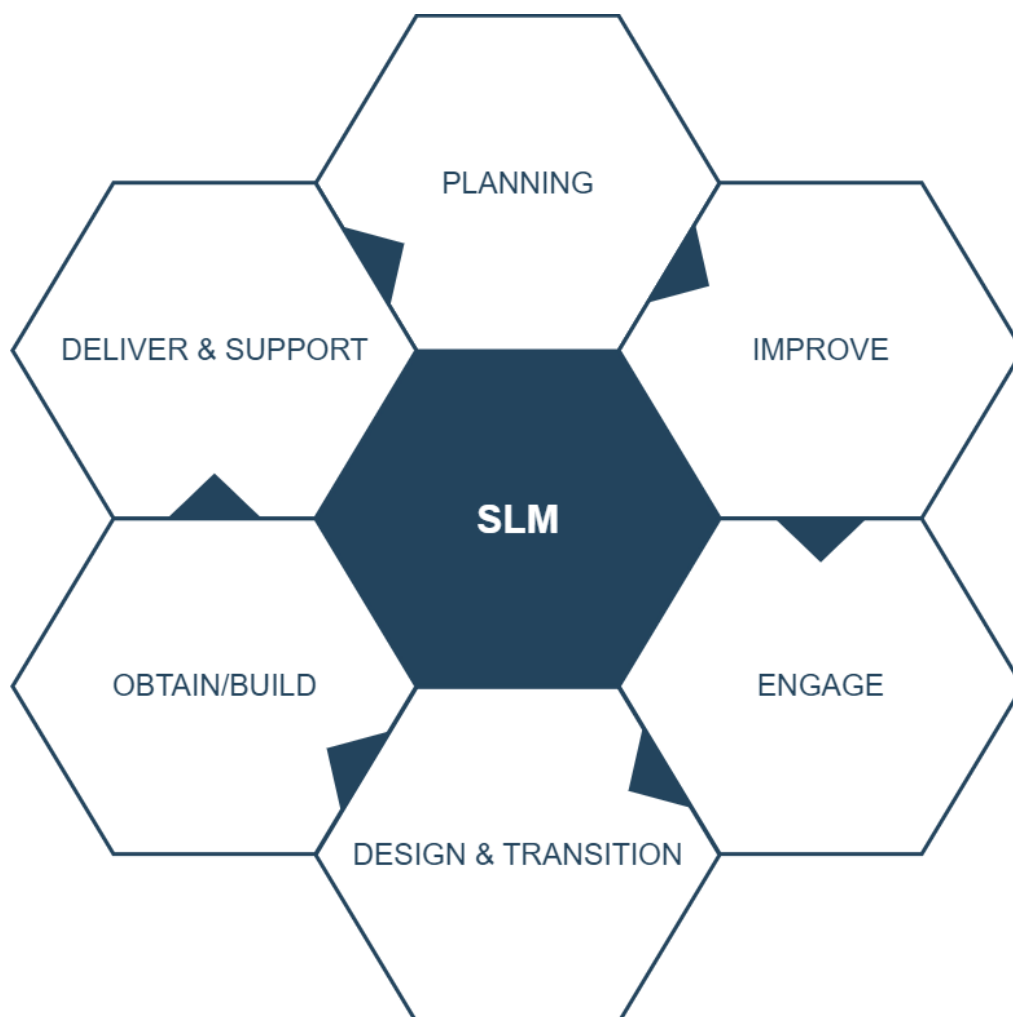 PLANNING
DELIVER & SUPPORT
IMPROVE
SLM
OBTAIN/BUILD
ENGAGE
DESIGN & TRANSITION